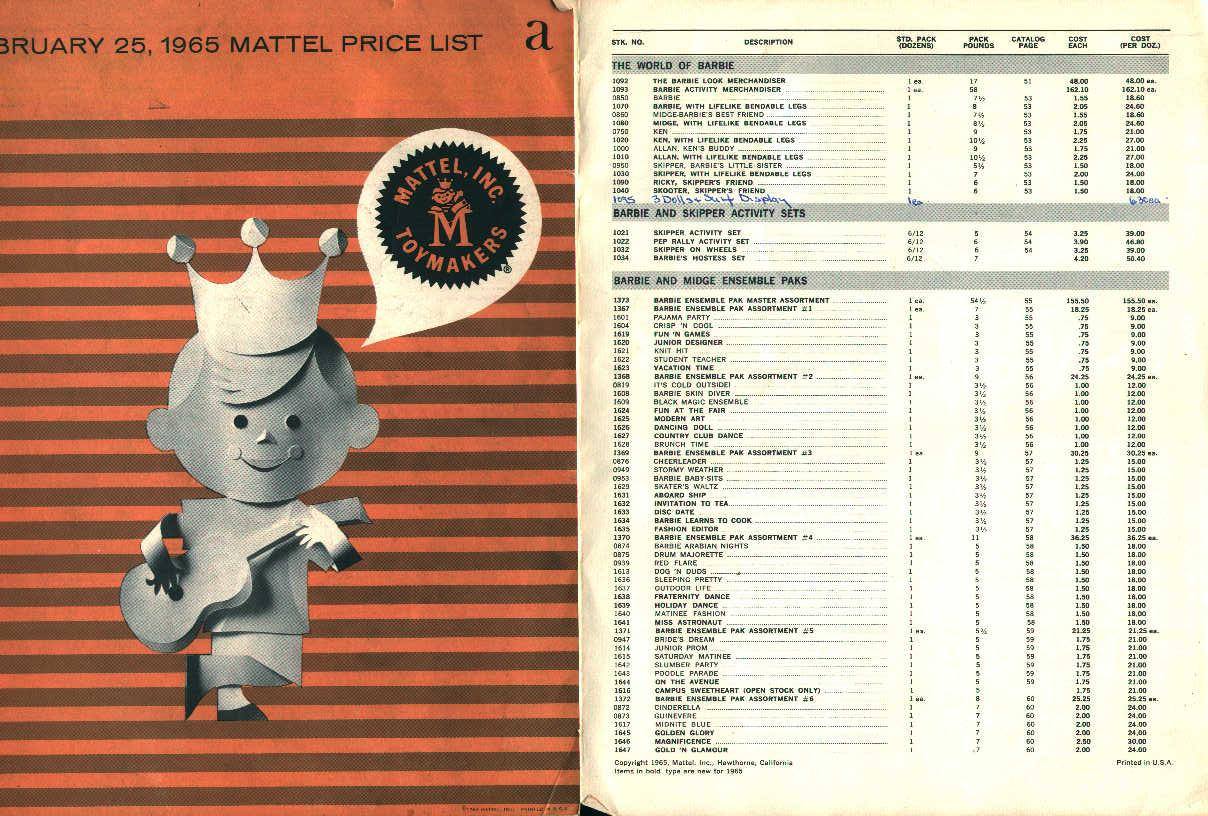 BRUARY 25, 1965 MATTEL PRICE LIST a
MATTEL, INC.
M
TOYMAKERS
®
STK. NO. DESCRIPTION STD. PACK (DOZENS) PACK POUNDS CATALOG PAGE COST EACH COST (PER DOZ.)
THE WORLD OF BARBIE
1092 THE BARBIE LOOK MERCHANDISER 1 ea. 17 51 48.00 48.00 ea.
1093 BARBIE ACTIVITY MERCHANDISER 1 ea. 58 162.10 162.10 ea.
0850 BARBIE 1 7½ 53 1.55 18.60
1070 BARBIE, WITH LIFELIKE BENDABLE LEGS 1 8 53 2.05 24.60
0860 MIDGE-BARBIE'S BEST FRIEND 1 7½ 53 1.55 18.60
1080 MIDGE, WITH LIFELIKE BENDABLE LEGS 1 8½ 53 2.05 24.60
0750 KEN 1 9 53 1.75 21.00
1020 KEN, WITH LIFELIKE BENDABLE LEGS 1 10½ 53 2.25 27.00
1000 ALLAN, KEN'S BUDDY 1 9 53 1.75 21.00
1010 ALLAN, WITH LIFELIKE BENDABLE LEGS 1 10½ 53 2.25 27.00
0950 SKIPPER, BARBIE'S LITTLE SISTER 1 5½ 53 1.50 18.00
1030 SKIPPER, WITH LIFELIKE BENDABLE LEGS 1 7 53 2.00 24.00
1090 RICKY, SKIPPER'S FRIEND 1 6 53 1.50 18.00
1040 SKOOTER, SKIPPER'S FRIEND 1 6 53 1.50 18.00
1095 3 Dolls Display 1ea
BARBIE AND SKIPPER ACTIVITY SETS
1021 SKIPPER ACTIVITY SET 6/12 5 54 3.25 39.00
1022 PEP RALLY ACTIVITY SET 6/12 6 54 3.90 46.80
1032 SKIPPER ON WHEELS 6/12 6 54 3.25 39.00
1034 BARBIE'S HOSTESS SET 6/12 7 4.20 50.40
BARBIE AND MIDGE ENSEMBLE PAKS
1373 BARBIE ENSEMBLE PAK MASTER ASSORTMENT 1 ea. 54½ 55 155.50 155.50 ea.
1367 BARBIE ENSEMBLE PAK ASSORTMENT #1 1 ea. 7 55 18.25 18.25 ea.
1601 PAJAMA PARTY 1 3 55 .75 9.00
1604 CRISP 'N COOL 1 3 55 .75 9.00
1619 FUN 'N GAMES 1 3 55 .75 9.00
1620 JUNIOR DESIGNER 1 3 55 .75 9.00
1621 KNIT HIT 1 3 55 .75 9.00
1622 STUDENT TEACHER 1 3 55 .75 9.00
1623 VACATION TIME 1 3 55 .75 9.00
1368 BARBIE ENSEMBLE PAK ASSORTMENT #2 1 ea. 9 56 24.25 24.25 ea.
0819 IT'S COLD OUTSIDE! 1 3½ 56 1.00 12.00
1608 BARBIE SKIN DIVER 1 3½ 56 1.00 12.00
1609 BLACK MAGIC ENSEMBLE 1 3½ 56 1.00 12.00
1624 FUN AT THE FAIR 1 3½ 56 1.00 12.00
1625 MODERN ART 1 3½ 56 1.00 12.00
1626 DANCING DOLL 1 3½ 56 1.00 12.00
1627 COUNTRY CLUB DANCE 1 3½ 56 1.00 12.00
1628 BRUNCH TIME 1 3½ 56 1.00 12.00
1369 BARBIE ENSEMBLE PAK ASSORTMENT #3 1 ea. 9 57 30.25 30.25 ea.
0876 CHEERLEADER 1 3½ 57 1.25 15.00
0949 STORMY WEATHER 1 3½ 57 1.25 15.00
0953 BARBIE BABY-SITS 1 3½ 57 1.25 15.00
1629 SKATER'S WALTZ 1 3½ 57 1.25 15.00
1631 ABOARD SHIP 1 3½ 57 1.25 15.00
1632 INVITATION TO TEA 1 3½ 57 1.25 15.00
1633 DISC DATE 1 3½ 57 1.25 15.00
1634 BARBIE LEARNS TO COOK 1 3½ 57 1.25 15.00
1635 FASHION EDITOR 1 3½ 57 1.25 15.00
1370 BARBIE ENSEMBLE PAK ASSORTMENT #4 1 ea. 11 58 36.25 36.25 ea.
0874 BARBIE ARABIAN NIGHTS 1 5 58 1.50 18.00
0875 DRUM MAJORETTE 1 5 58 1.50 18.00
0939 RED FLARE 1 5 58 1.50 18.00
1613 DOG 'N DUDS 1 5 58 1.50 18.00
1636 SLEEPING PRETTY 1 5 58 1.50 18.00
1637 OUTDOOR LIFE 1 5 58 1.50 18.00
1638 FRATERNITY DANCE 1 5 58 1.50 18.00
1639 HOLIDAY DANCE 1 5 58 1.50 18.00
1640 MATINEE FASHION 1 5 58 1.50 18.00
1641 MISS ASTRONAUT 1 5 58 1.50 18.00
1371 BARBIE ENSEMBLE PAK ASSORTMENT #5 1 ea. 5½ 59 21.25 21.25 ea.
0947 BRIDE'S DREAM 1 5 59 1.75 21.00
1614 JUNIOR PROM 1 5 59 1.75 21.00
1615 SATURDAY MATINEE 1 5 59 1.75 21.00
1642 SLUMBER PARTY 1 5 59 1.75 21.00
1643 POODLE PARADE 1 5 59 1.75 21.00
1644 ON THE AVENUE 1 5 59 1.75 21.00
1616 CAMPUS SWEETHEART (OPEN STOCK ONLY) 1 5 1.75 21.00
1372 BARBIE ENSEMBLE PAK ASSORTMENT #6 1 ea. 8 60 25.25 25.25 ea.
0872 CINDERELLA 1 7 60 2.00 24.00
0873 GUINEVERE 1 7 60 2.00 24.00
1617 MIDNITE BLUE 1 7 60 2.00 24.00
1645 GOLDEN GLORY 1 7 60 2.00 24.00
1646 MAGNIFICENCE 1 7 60 2.50 30.00
1647 GOLD 'N GLAMOUR 1 7 60 2.00 24.00
Copyright 1965, Mattel, Inc., Hawthorne, California Printed in U.S.A.
Items in bold type are new for 1965